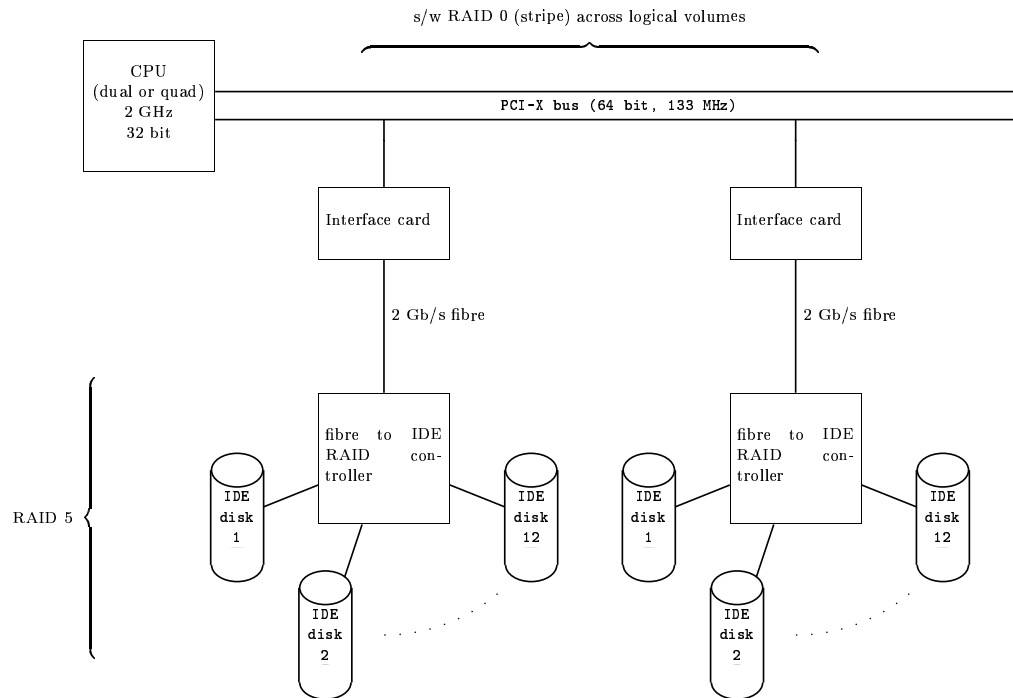 s/w RAID 0 (stripe) across logical volumes
CPU
(dual or quad)
2 GHz
32 bit
PCI-X bus (64 bit, 133 MHz)
Interface card
Interface card
2 Gb/s fibre
2 Gb/s fibre
fibre to IDE
RAID con-
troller
fibre to IDE
RAID con-
troller
RAID 5
IDE
disk
1
IDE
disk
12
IDE
disk
1
IDE
disk
12
IDE
disk
2
IDE
disk
2